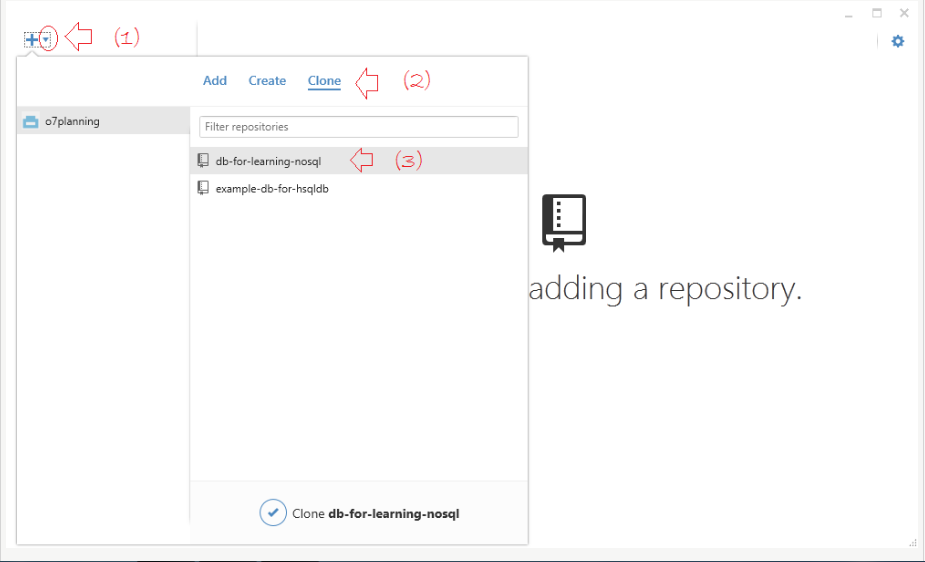 (1)
Add Create Clone (2)
o7planning
Filter repositories
db-for-learning-nosql (3)
example-db-for-hsqldb
adding a repository.
Clone db-for-learning-nosql